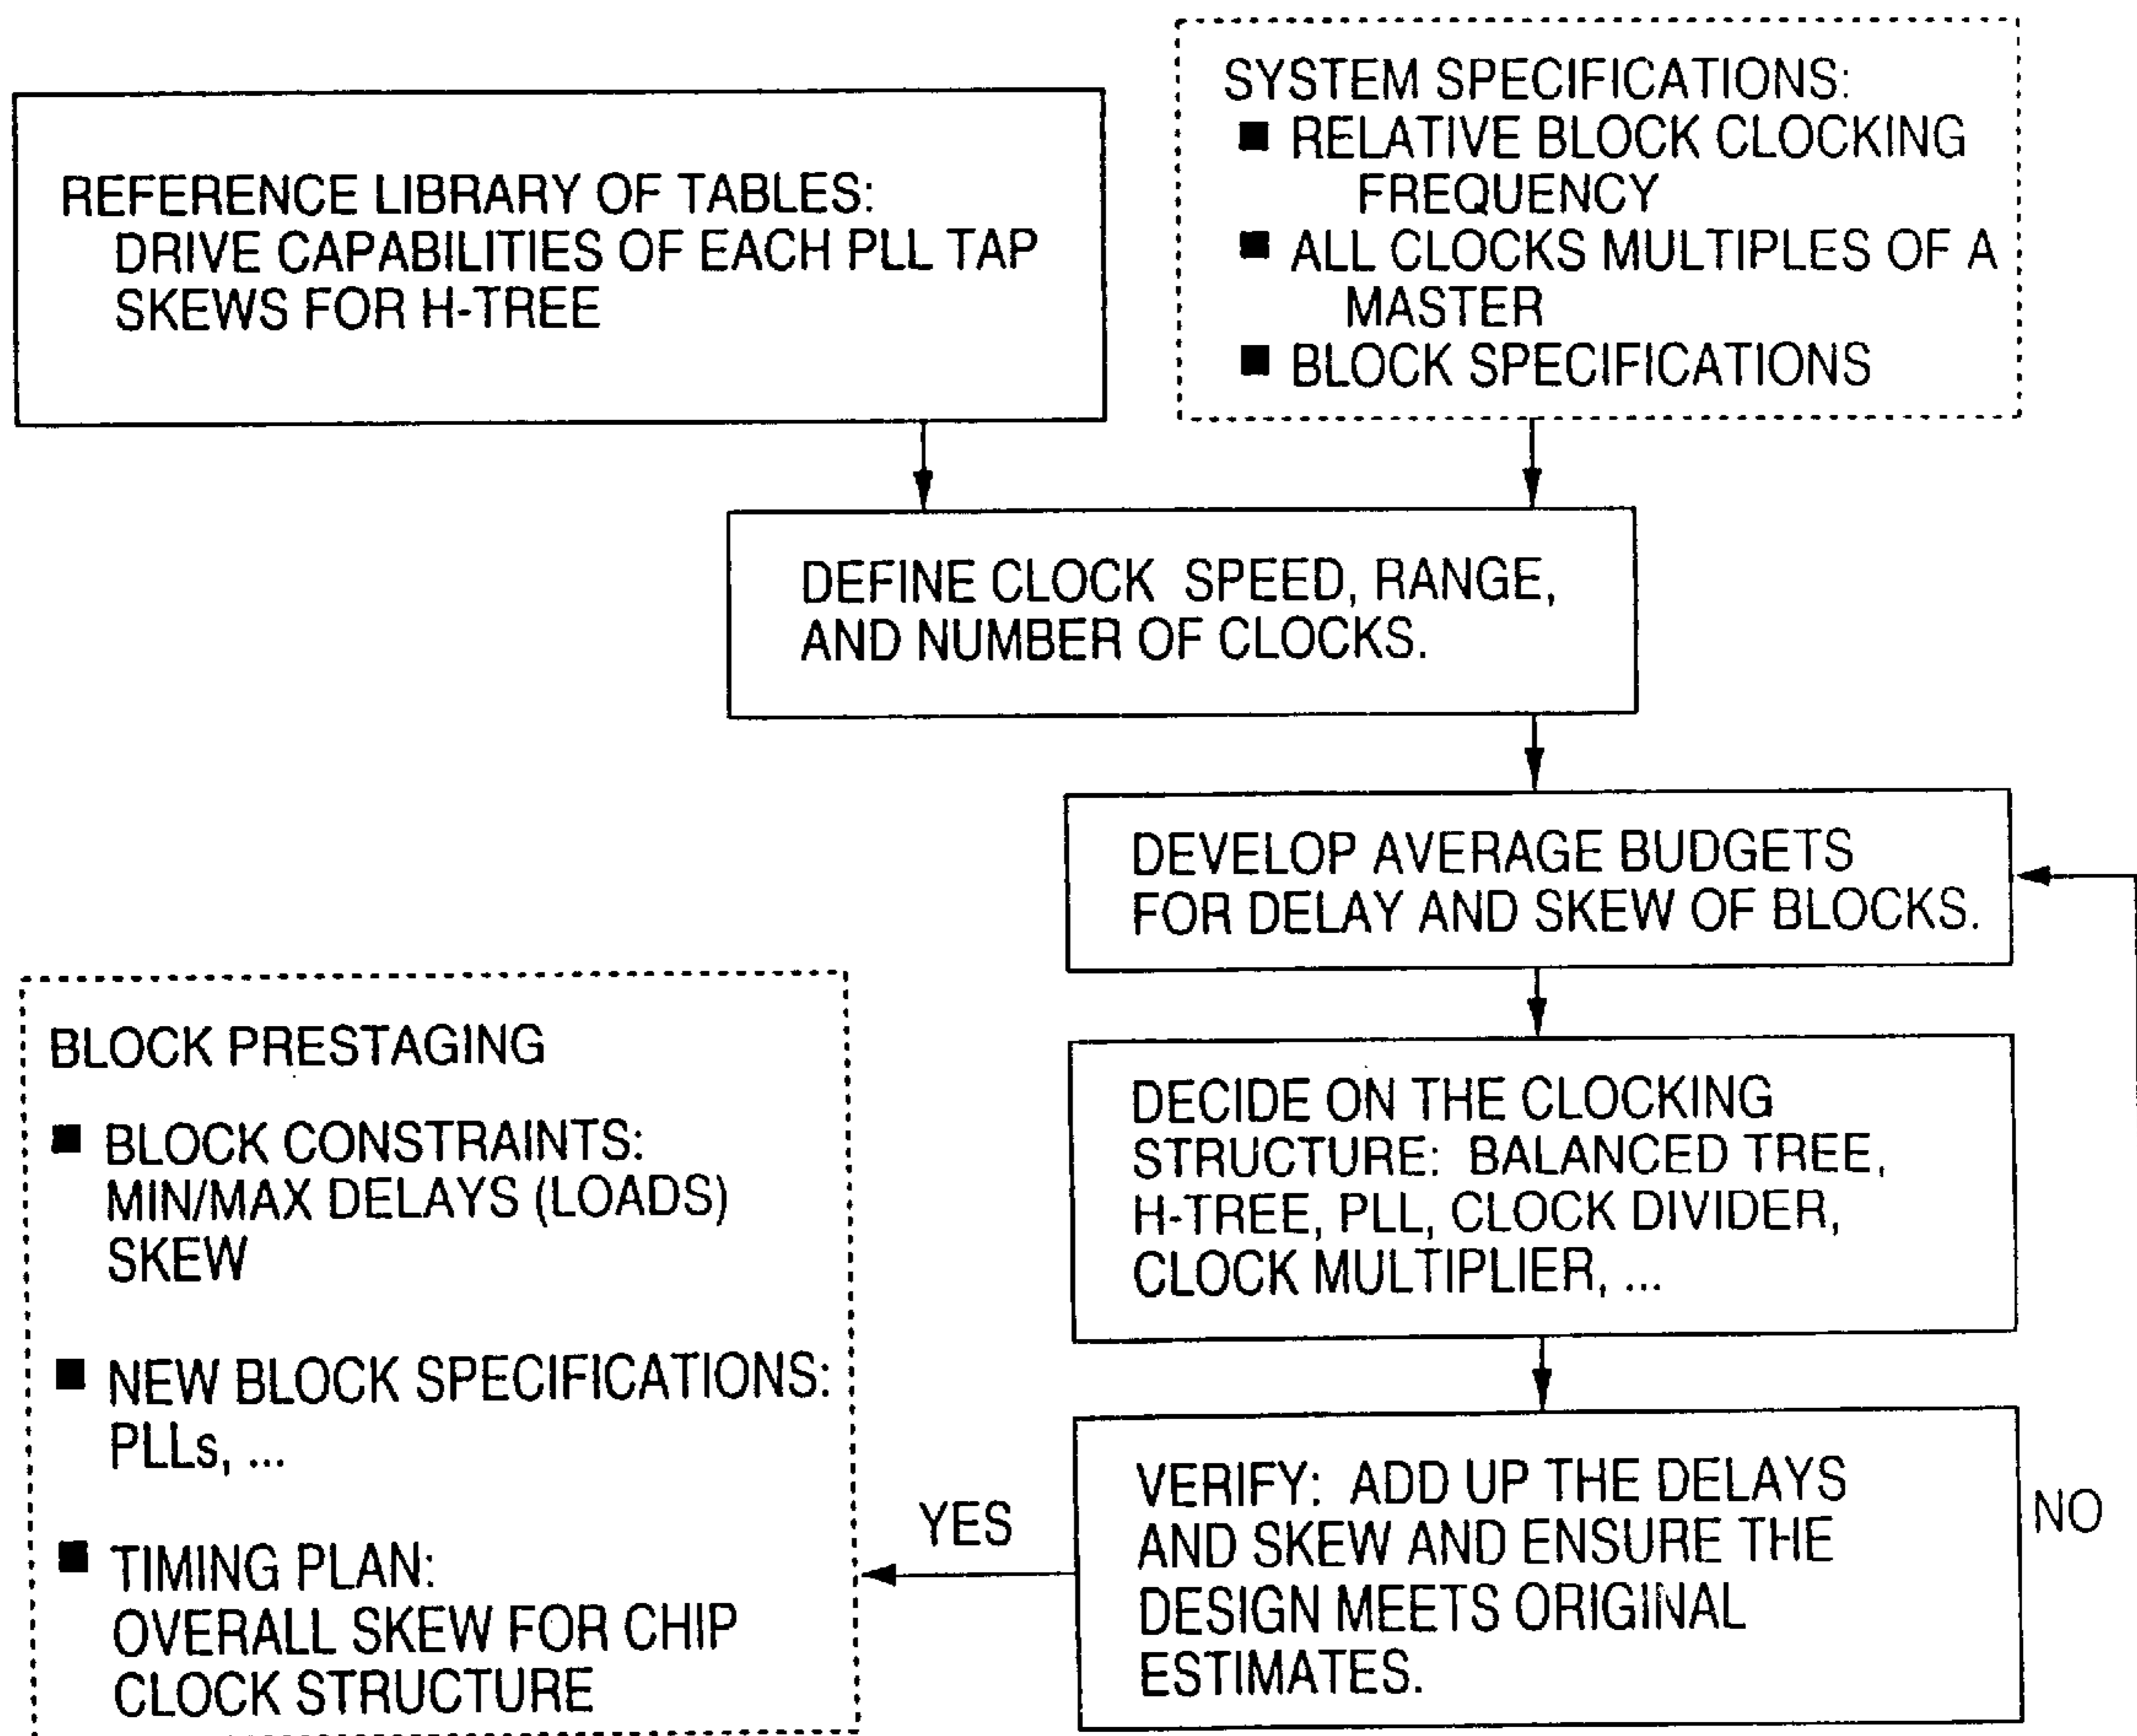 REFERENCE LIBRARY OF TABLES:
DRIVE CAPABILITIES OF EACH PLL TAP
SKEWS FOR H-TREE
SYSTEM SPECIFICATIONS:
■ RELATIVE BLOCK CLOCKING
FREQUENCY
■ ALL CLOCKS MULTIPLES OF A
MASTER
■ BLOCK SPECIFICATIONS
DEFINE CLOCK SPEED, RANGE,
AND NUMBER OF CLOCKS.
DEVELOP AVERAGE BUDGETS
FOR DELAY AND SKEW OF BLOCKS.
DECIDE ON THE CLOCKING
STRUCTURE: BALANCED TREE,
H-TREE, PLL, CLOCK DIVIDER,
CLOCK MULTIPLIER, ...
VERIFY: ADD UP THE DELAYS
AND SKEW AND ENSURE THE
DESIGN MEETS ORIGINAL
ESTIMATES.
NO
YES
BLOCK PRESTAGING
■ BLOCK CONSTRAINTS:
MIN/MAX DELAYS (LOADS)
SKEW
■ NEW BLOCK SPECIFICATIONS:
PLLs, ...
■ TIMING PLAN:
OVERALL SKEW FOR CHIP
CLOCK STRUCTURE